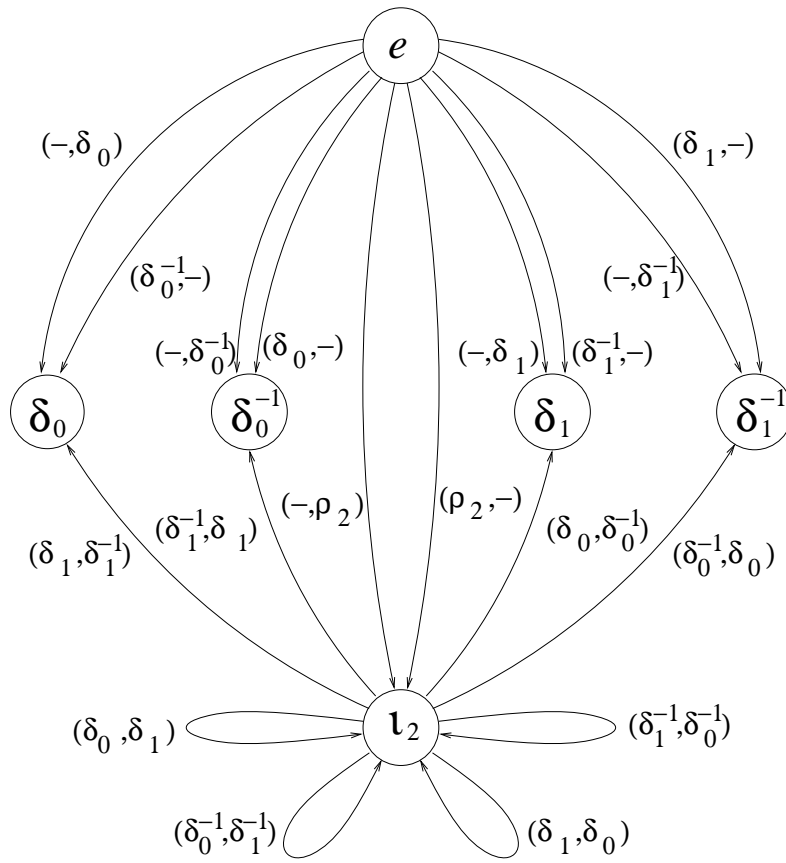 e
(−,δ₀) (δ₁,−)
(δ₀⁻¹,−) (−,δ₁⁻¹)
(−,δ₀⁻¹) (δ₀,−) (−,δ₁) (δ₁⁻¹,−)
δ₀ δ₀⁻¹ δ₁ δ₁⁻¹
(δ₁,δ₁⁻¹) (δ₁⁻¹,δ₁) (−,ρ₂) (ρ₂,−) (δ₀,δ₀⁻¹) (δ₀⁻¹,δ₀)
(δ₀,δ₁) ι₂ (δ₁⁻¹,δ₀⁻¹)
(δ₀⁻¹,δ₁⁻¹) (δ₁,δ₀)